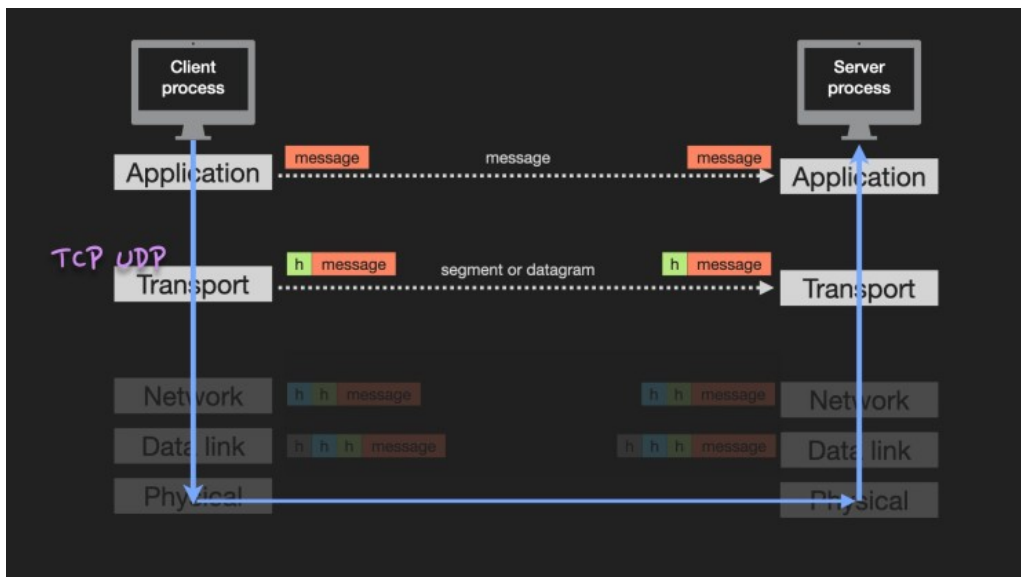 Client
process
Server
process
Application
message
message
message
Application
TCP UDP
Transport
h message
segment or datagram
h message
Transport
Network
h h message
h h message
Network
Data link
h h h message
h h h message
Data link
Physical
Physical